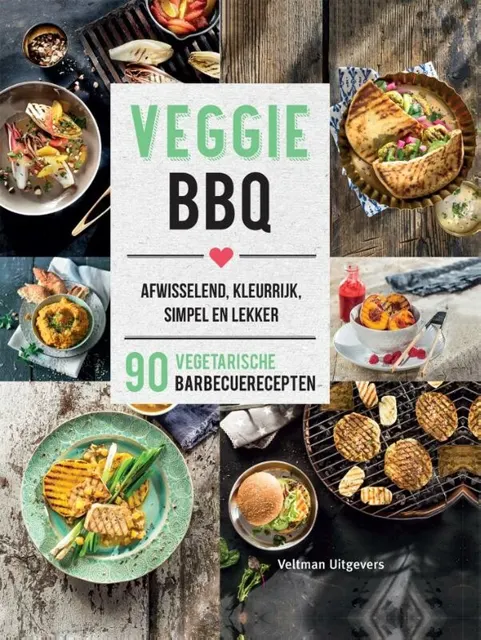 VEGGIE
BBQ
AFWISSELEND, KLEURRIJK,
SIMPEL EN LEKKER
90 VEGETARISCHE
BARBECUERECEPTEN
Veltman Uitgevers